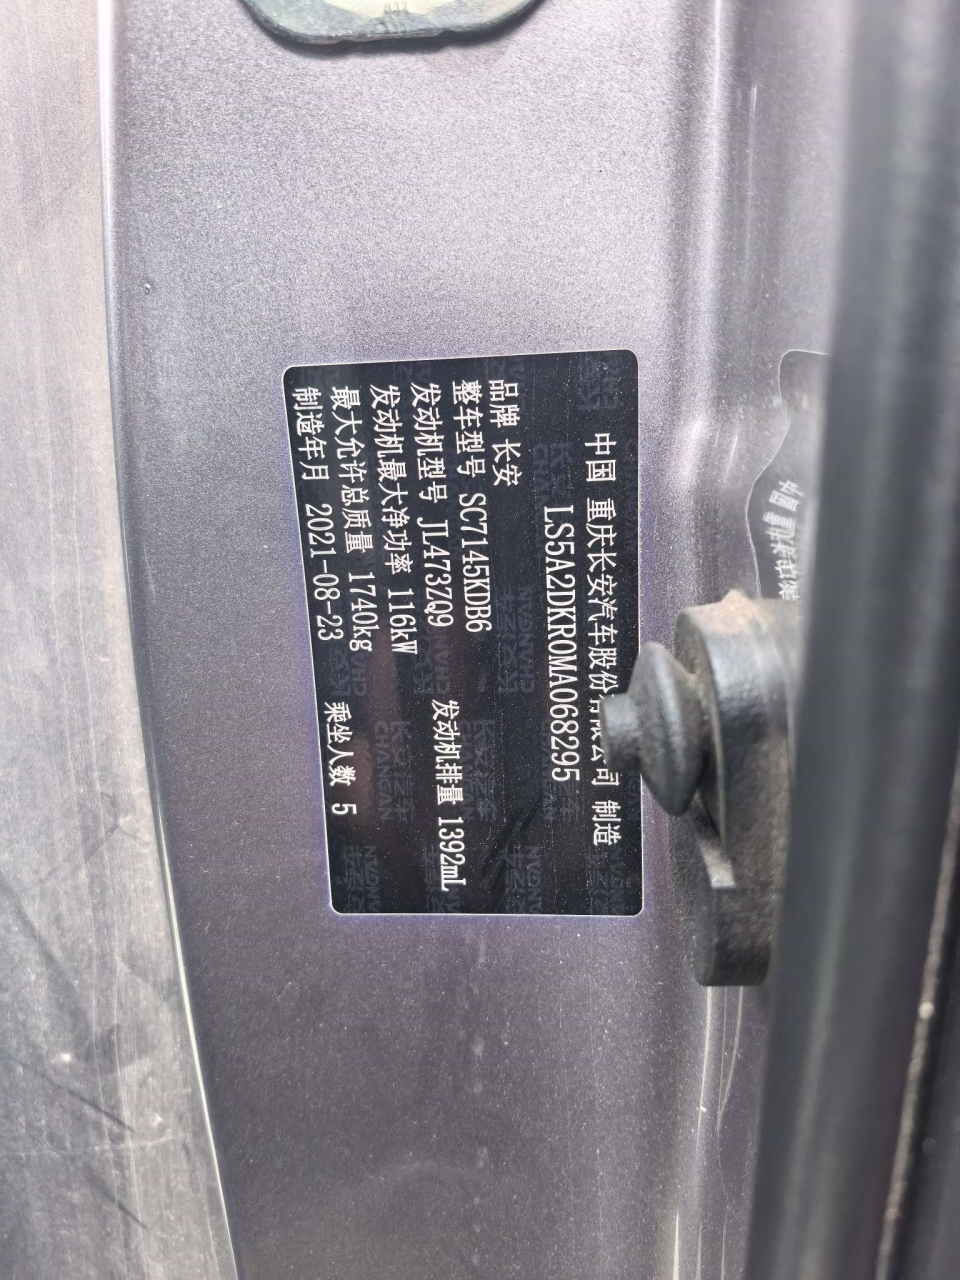 中国 重庆长安汽车股份有限公司 制造
LS5A2DKR0MA068295
品牌 长安
整车型号 SC7145KDB6
发动机型号 JL473ZQ9 发动机排量 1392mL
发动机最大净功率 116kW
最大允许总质量 1740kg
制造年月 2021-08-23 乘坐人数 5